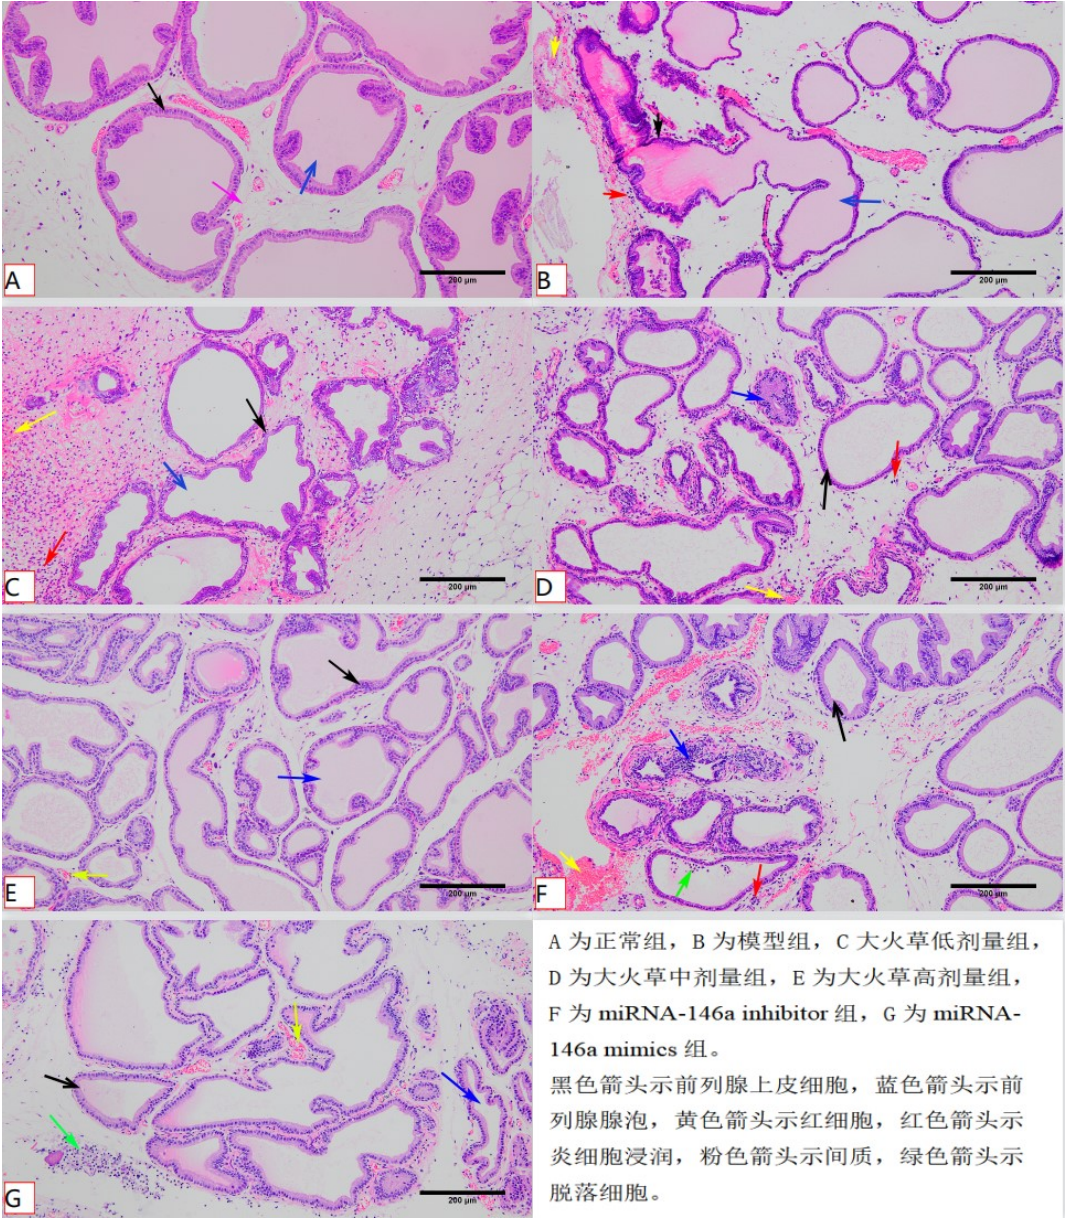 A
200 μm
B
200 μm
C
200 μm
D
200 μm
E
200 μm
F
200 μm
G
200 μm
A 为正常组，B 为模型组，C 大火草低剂量组，
D 为大火草中剂量组，E 为大火草高剂量组，
F 为 miRNA-146a inhibitor 组，G 为 miRNA-
146a mimics 组。
黑色箭头示前列腺上皮细胞，蓝色箭头示前
列腺腺泡，黄色箭头示红细胞，红色箭头示
炎细胞浸润，粉色箭头示间质，绿色箭头示
脱落细胞。